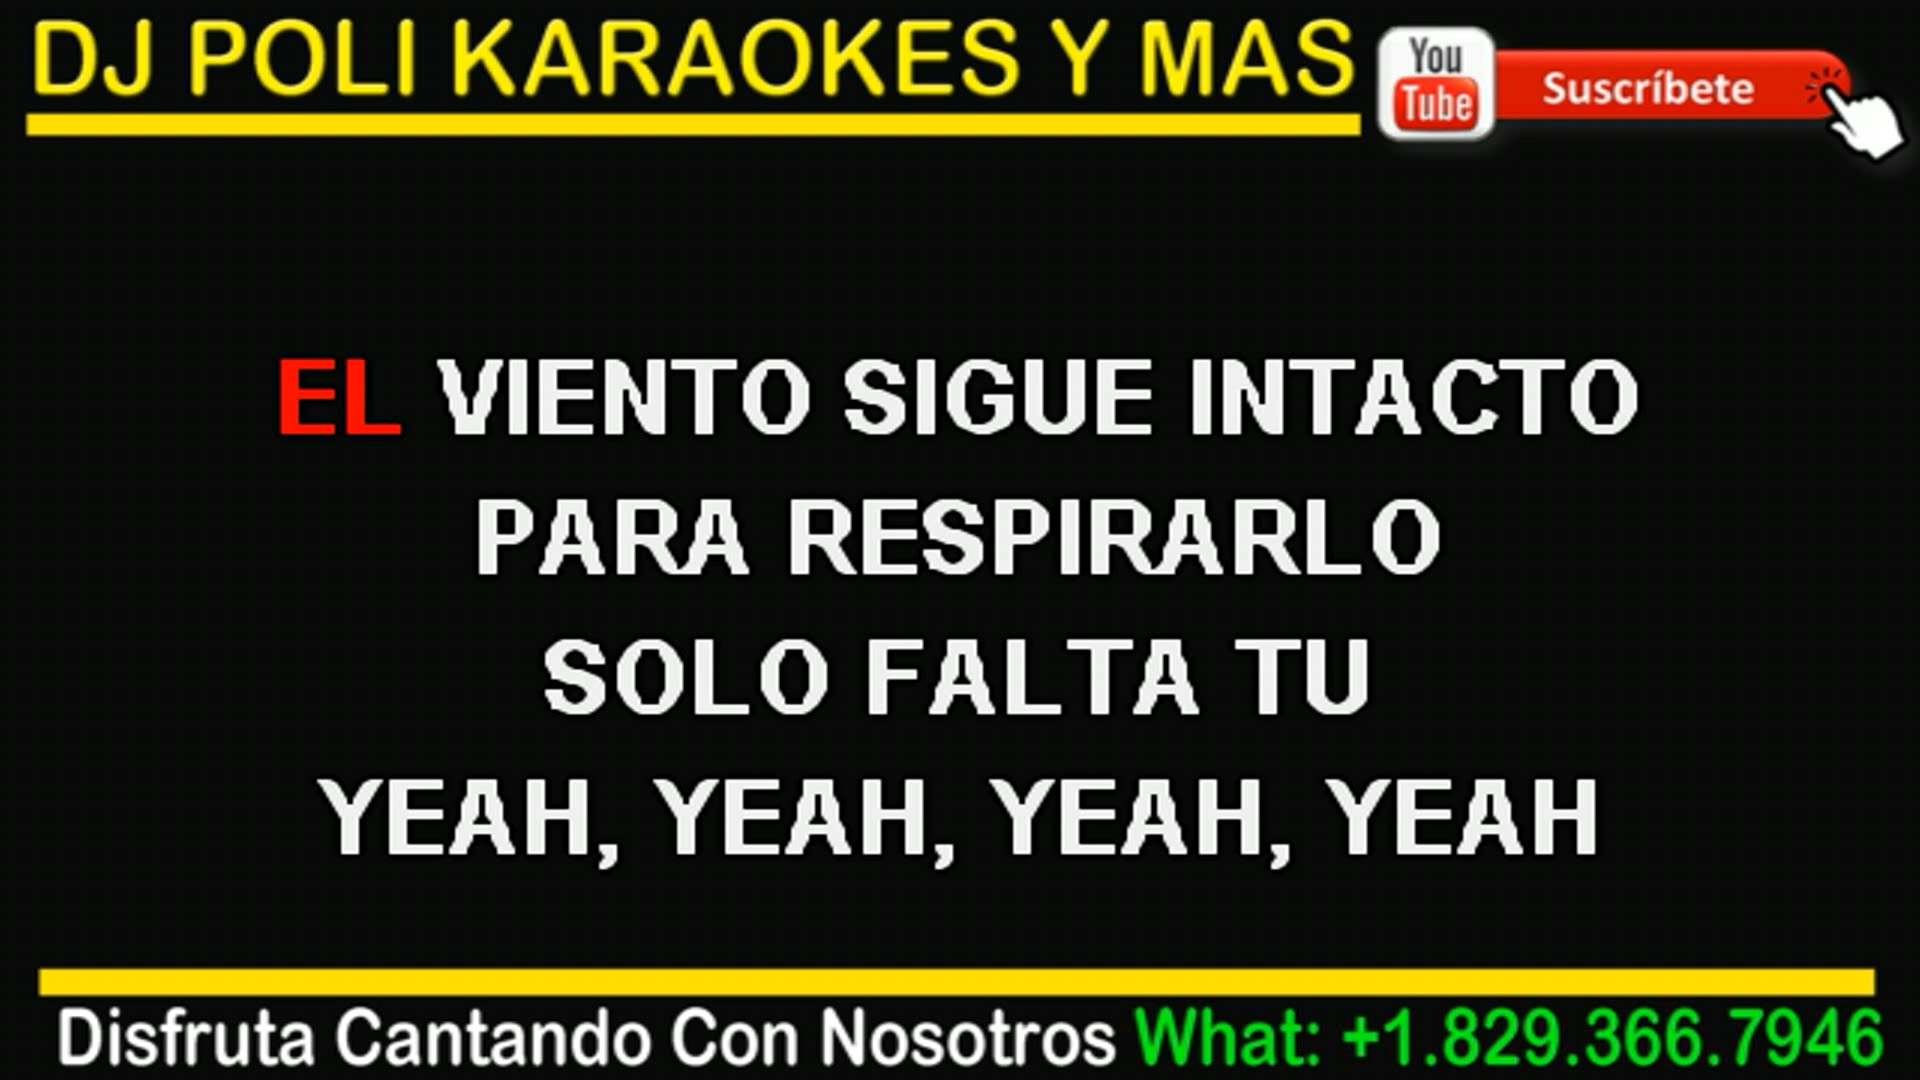 DJ POLI KARAOKES Y MAS
You
Tube
Suscríbete
EL VIENTO SIGUE INTACTO
PARA RESPIRARLO
SOLO FALTA TU
YEAH, YEAH, YEAH, YEAH
Disfruta Cantando Con Nosotros What: +1.829.366.7946